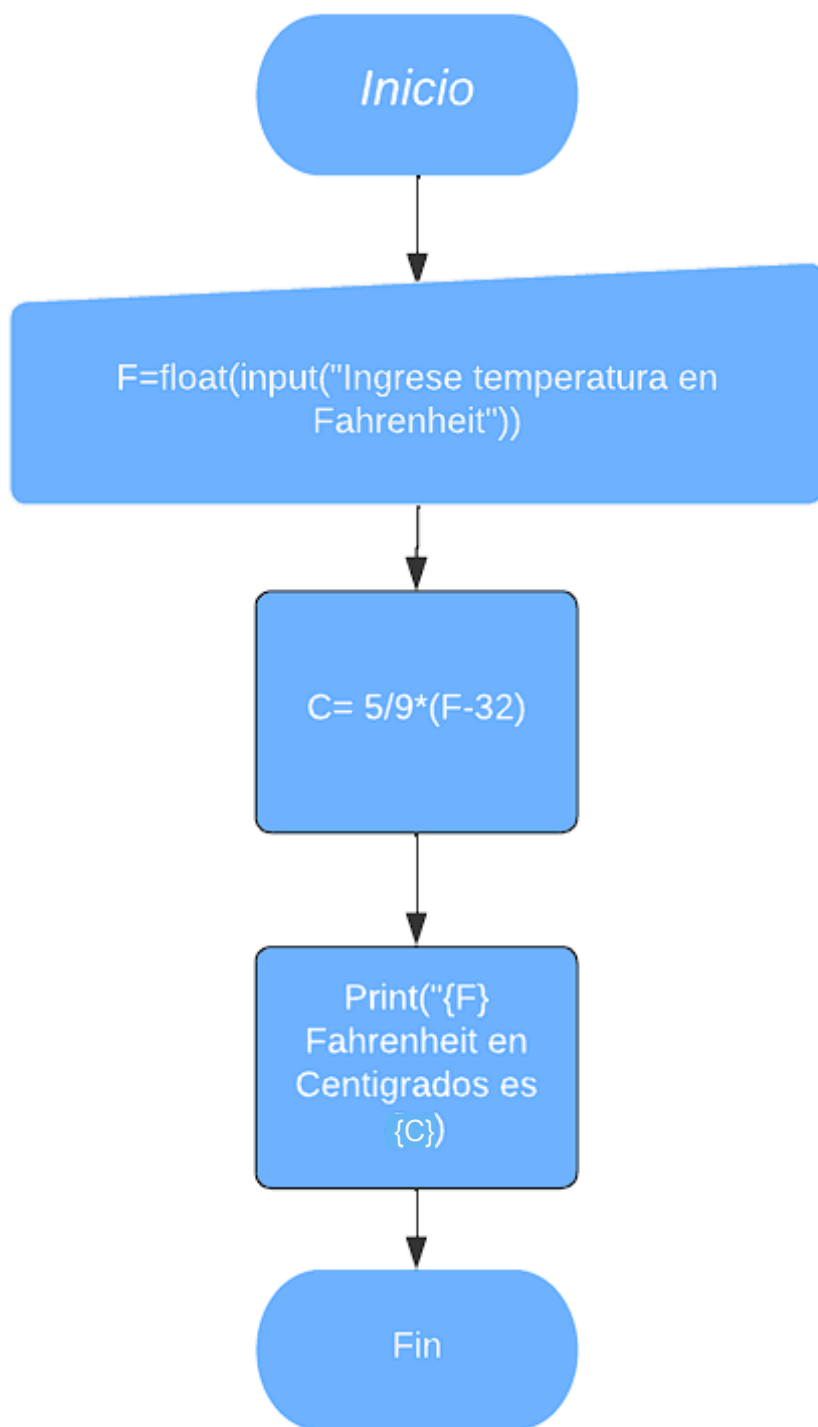 Inicio
F=float(input("Ingrese temperatura en
Fahrenheit"))
C= 5/9*(F-32)
Print("{F}
Fahrenheit en
Centigrados es
{C})
Fin